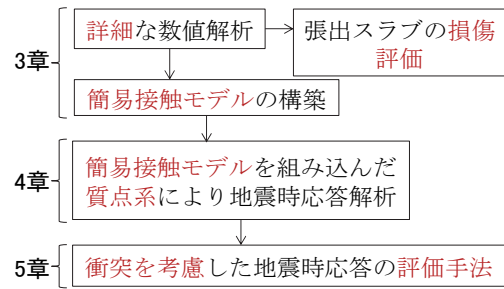 3章
詳細な数値解析
張出スラブの損傷
評価
簡易接触モデルの構築
4章
簡易接触モデルを組み込んだ
質点系により地震時応答解析
5章
衝突を考慮した地震時応答の評価手法